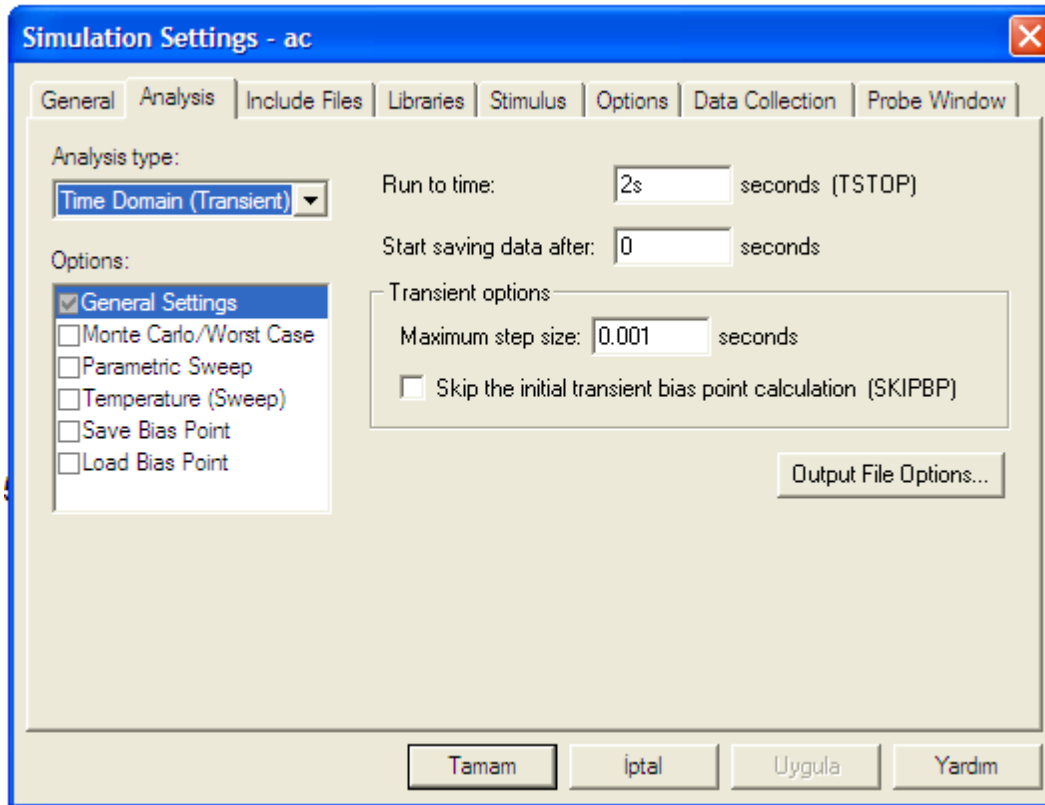 Simulation Settings - ac
General Analysis Include Files Libraries Stimulus Options Data Collection Probe Window
Analysis type:
Time Domain (Transient)
Options:
General Settings
Monte Carlo/Worst Case
Parametric Sweep
Temperature (Sweep)
Save Bias Point
Load Bias Point
Run to time: 2s seconds (TSTOP)
Start saving data after: 0 seconds
Transient options
Maximum step size: 0.001 seconds
Skip the initial transient bias point calculation (SKIPBP)
Output File Options...
Tamam İptal Uygula Yardım